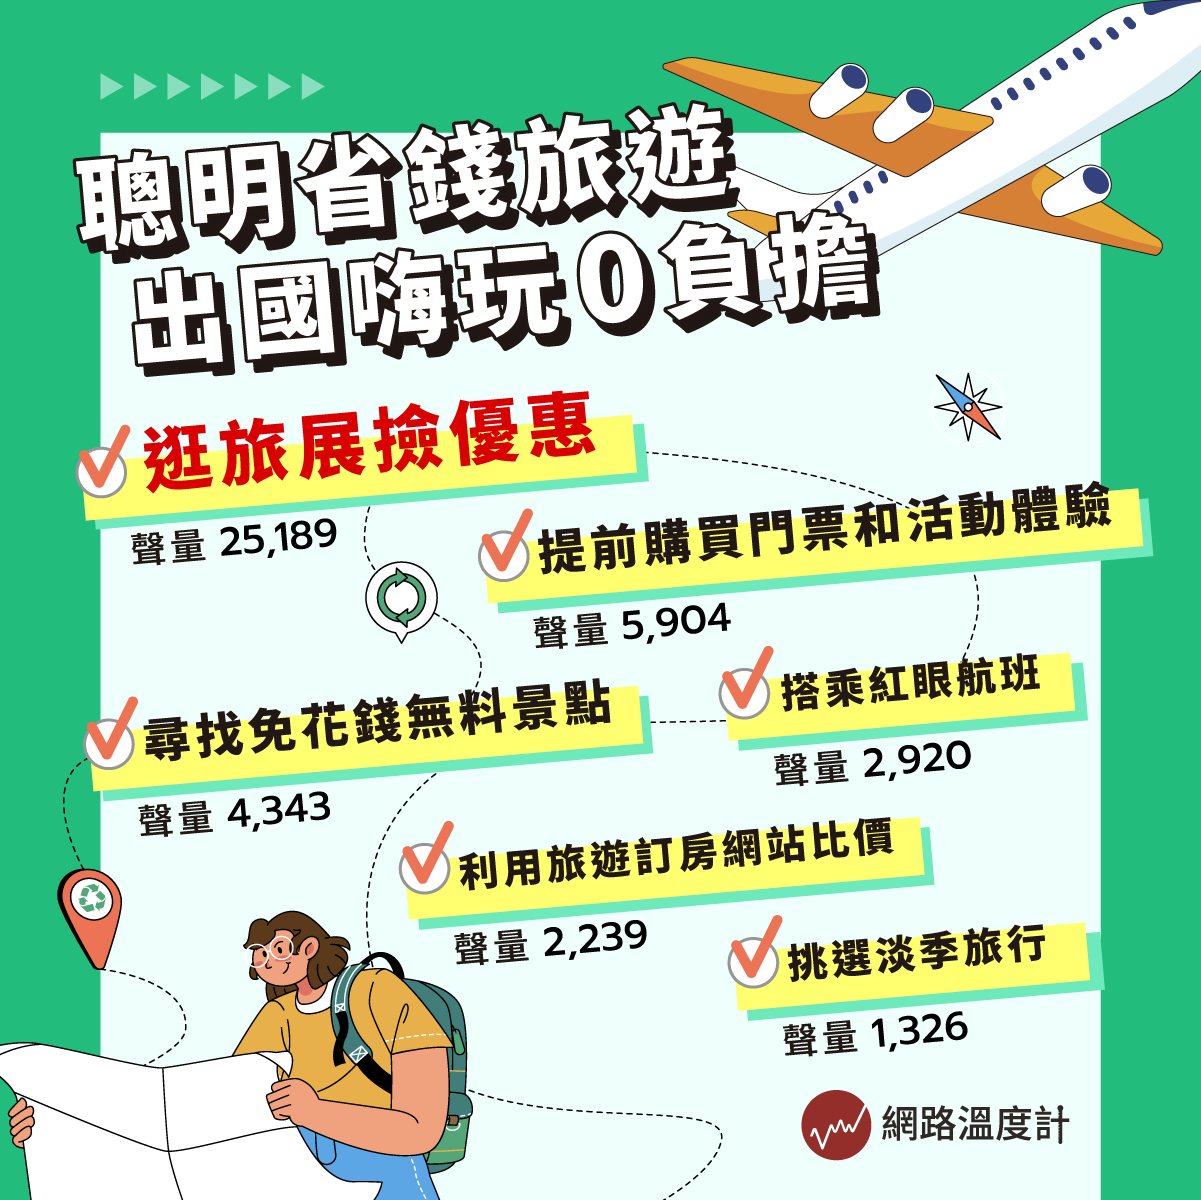 聰明省錢旅遊
出國嗨玩0負擔
逛旅展撿優惠
聲量 25,189
提前購買門票和活動體驗
聲量 5,904
尋找免花錢無料景點
聲量 4,343
搭乘紅眼航班
聲量 2,920
利用旅遊訂房網站比價
聲量 2,239
挑選淡季旅行
聲量 1,326
網路溫度計